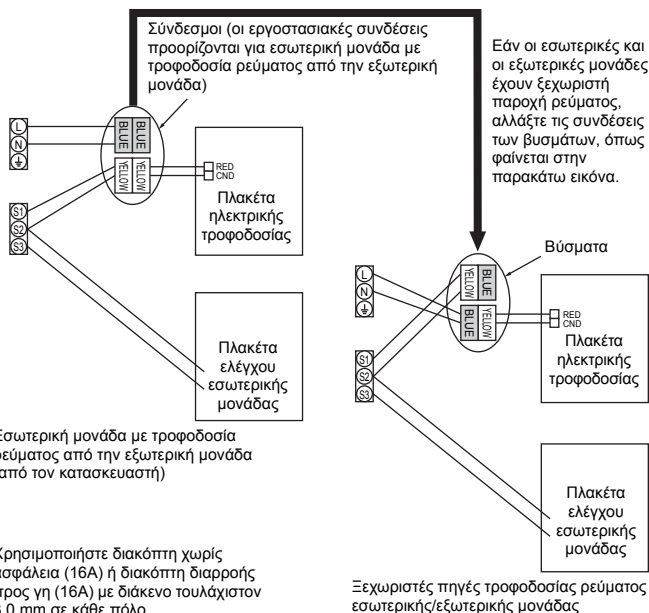 Σύνδεσμοι (οι εργοστασιακές συνδέσεις
προορίζονται για εσωτερική μονάδα με
τροφοδοσία ρεύματος από την εξωτερική
μονάδα)
Εάν οι εσωτερικές και
οι εξωτερικές μονάδες
έχουν ξεχωριστή
παροχή ρεύματος,
αλλάξτε τις συνδέσεις
των βυσμάτων, όπως
φαίνεται στην
παρακάτω εικόνα.
L
N
BLUE
BLUE
YELLOW
YELLOW
RED
CND
S1
S2
S3
Πλακέτα
ηλεκτρικής
τροφοδοσίας
Πλακέτα
ελέγχου
εσωτερικής
μονάδας
Εσωτερική μονάδα με τροφοδοσία
ρεύματος από την εξωτερική μονάδα
από τον κατασκευαστή)
Βύσματα
L
N
YELLOW
BLUE
BLUE
YELLOW
RED
CND
S1
S2
S3
Πλακέτα
ηλεκτρικής
τροφοδοσίας
Πλακέτα
ελέγχου
εσωτερικής
μονάδας
Χρησιμοποιήστε διακόπτη χωρίς
ασφάλεια (16A) ή διακόπτη διαρροής
προς γη (16A) με διάκενο τουλάχιστον
3,0 mm σε κάθε πόλο
Ξεχωριστές πηγές τροφοδοσίας ρεύματος
εσωτερικής/εξωτερικής μονάδας